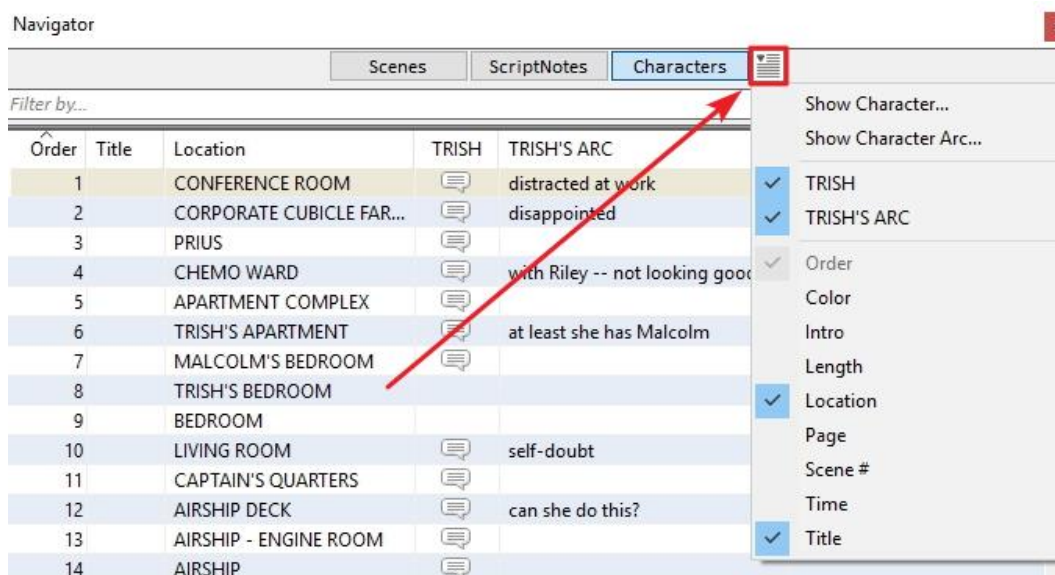 Navigator
Scenes ScriptNotes Characters
Filter by...
Order Title Location TRISH TRISH'S ARC
1 CONFERENCE ROOM distracted at work
2 CORPORATE CUBICLE FAR... disappointed
3 PRIUS
4 CHEMO WARD with Riley -- not looking good
5 APARTMENT COMPLEX
6 TRISH'S APARTMENT at least she has Malcolm
7 MALCOLM'S BEDROOM
8 TRISH'S BEDROOM
9 BEDROOM
10 LIVING ROOM self-doubt
11 CAPTAIN'S QUARTERS
12 AIRSHIP DECK can she do this?
13 AIRSHIP - ENGINE ROOM
14 AIRSHIP
Show Character...
Show Character Arc...
TRISH
TRISH'S ARC
Order
Color
Intro
Length
Location
Page
Scene #
Time
Title